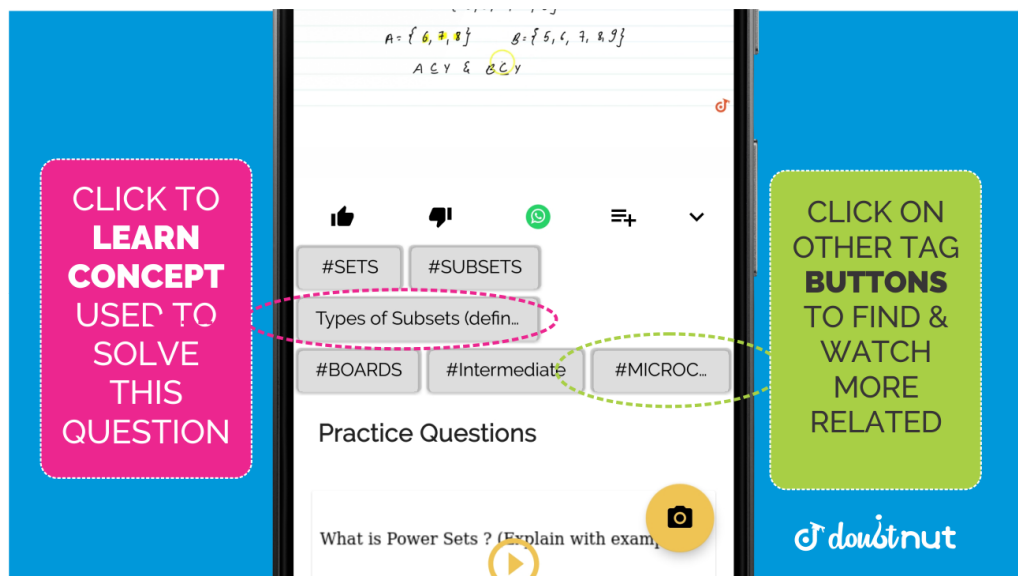 A = { 6, 7, 8} B = { 5, 6, 7, 8, 9}
A ⊆ Y & B ⊆ Y
CLICK TO
LEARN
CONCEPT
USED TO
SOLVE
THIS
QUESTION
#SETS #SUBSETS
Types of Subsets (defin...
#BOARDS #Intermediate #MICROC...
Practice Questions
What is Power Sets ? (Explain with exam
CLICK ON
OTHER TAG
BUTTONS
TO FIND &
WATCH
MORE
RELATED
doubtnut